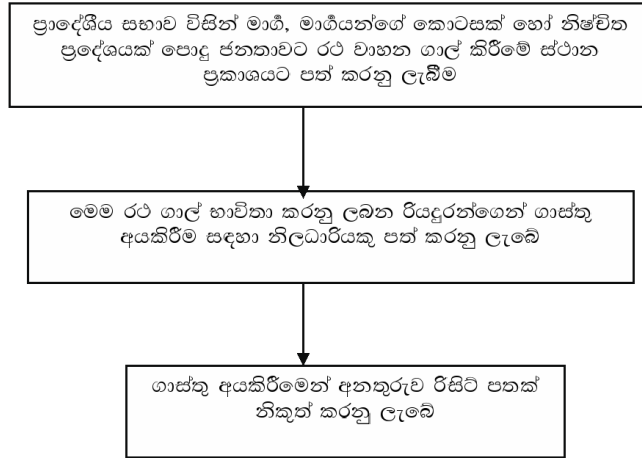 ප්‍රාදේශීය සභාව විසින් මාර්ග, මාර්ගයන්ගේ කොටසක් හෝ නිශ්චිත
ප්‍රදේශයක් පොදු ජනතාවට රථ වාහන ගාල් කිරීමේ ස්ථාන
ප්‍රකාශයට පත් කරනු ලැබීම
මෙම රථ ගාල් භාවිතා කරනු ලබන රියදුරන්ගෙන් ගාස්තු
අයකිරීම සඳහා නිලධාරියකු පත් කරනු ලැබේ
ගාස්තු අයකිරීමෙන් අනතුරුව රිසිට් පතක්
නිකුත් කරනු ලැබේ